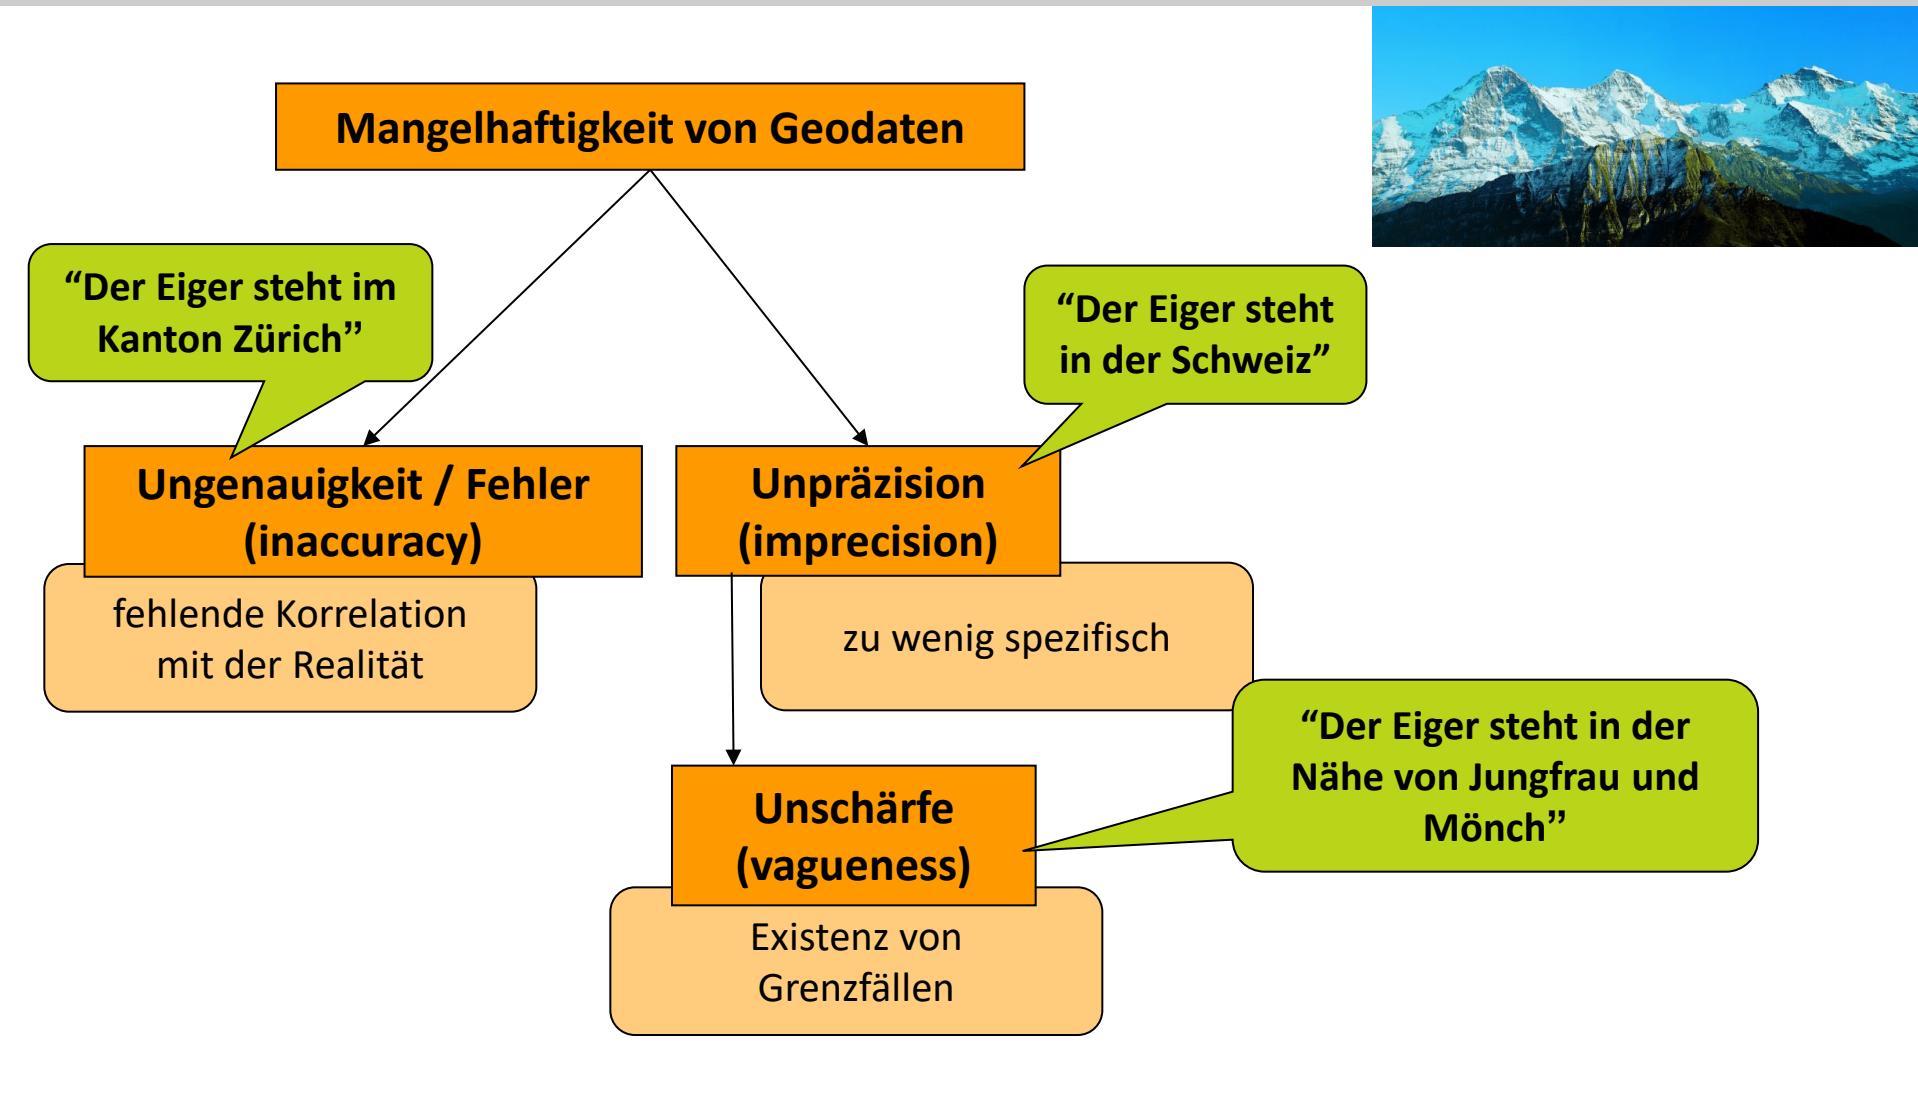 Mangelhaftigkeit von Geodaten
“Der Eiger steht im
Kanton Zürich”
“Der Eiger steht
in der Schweiz”
Ungenauigkeit / Fehler
(inaccuracy)
fehlende Korrelation
mit der Realität
Unpräzision
(imprecision)
zu wenig spezifisch
“Der Eiger steht in der
Nähe von Jungfrau und
Mönch”
Unschärfe
(vagueness)
Existenz von
Grenzfällen